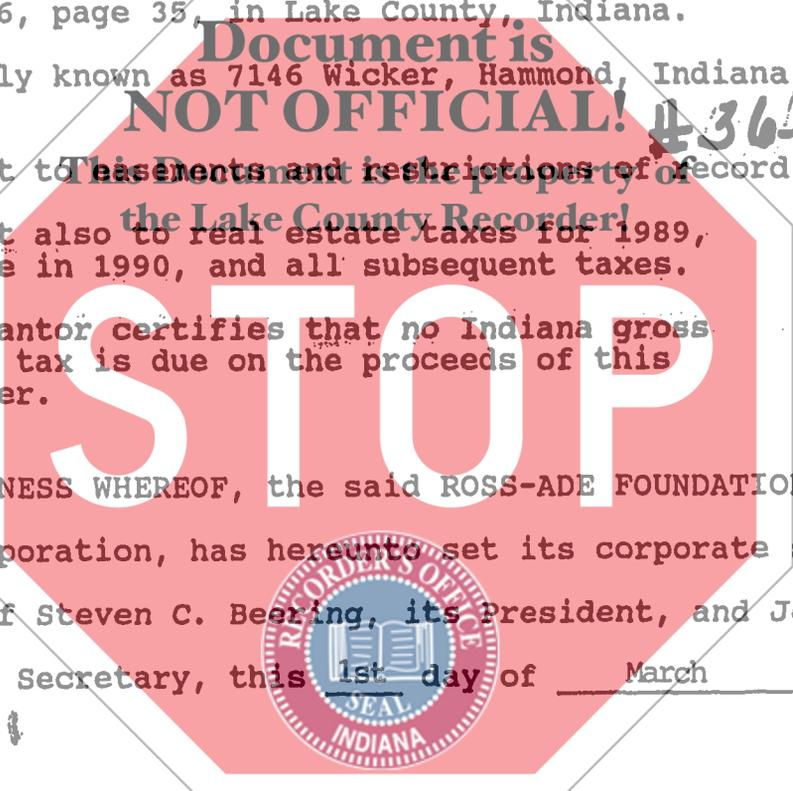 6, page 35, in Lake County, Indiana.
Document is
ly known as 7146 Wicker, Hammond, Indiana
NOT OFFICIAL!
#36
t to easements and restrictions of record
This Document is the property of
the Lake County Recorder!
t also to real estate taxes for 1989,
e in 1990, and all subsequent taxes.
STOP
antor certifies that no Indiana gross
tax is due on the proceeds of this
er.
NESS WHEREOF, the said ROSS-ADE FOUNDATIO
poration, has hereunto set its corporate s
f Steven C. Beering, its President, and J
Secretary, this 1st day of March
RECORDER'S OFFICE
SEAL
INDIANA